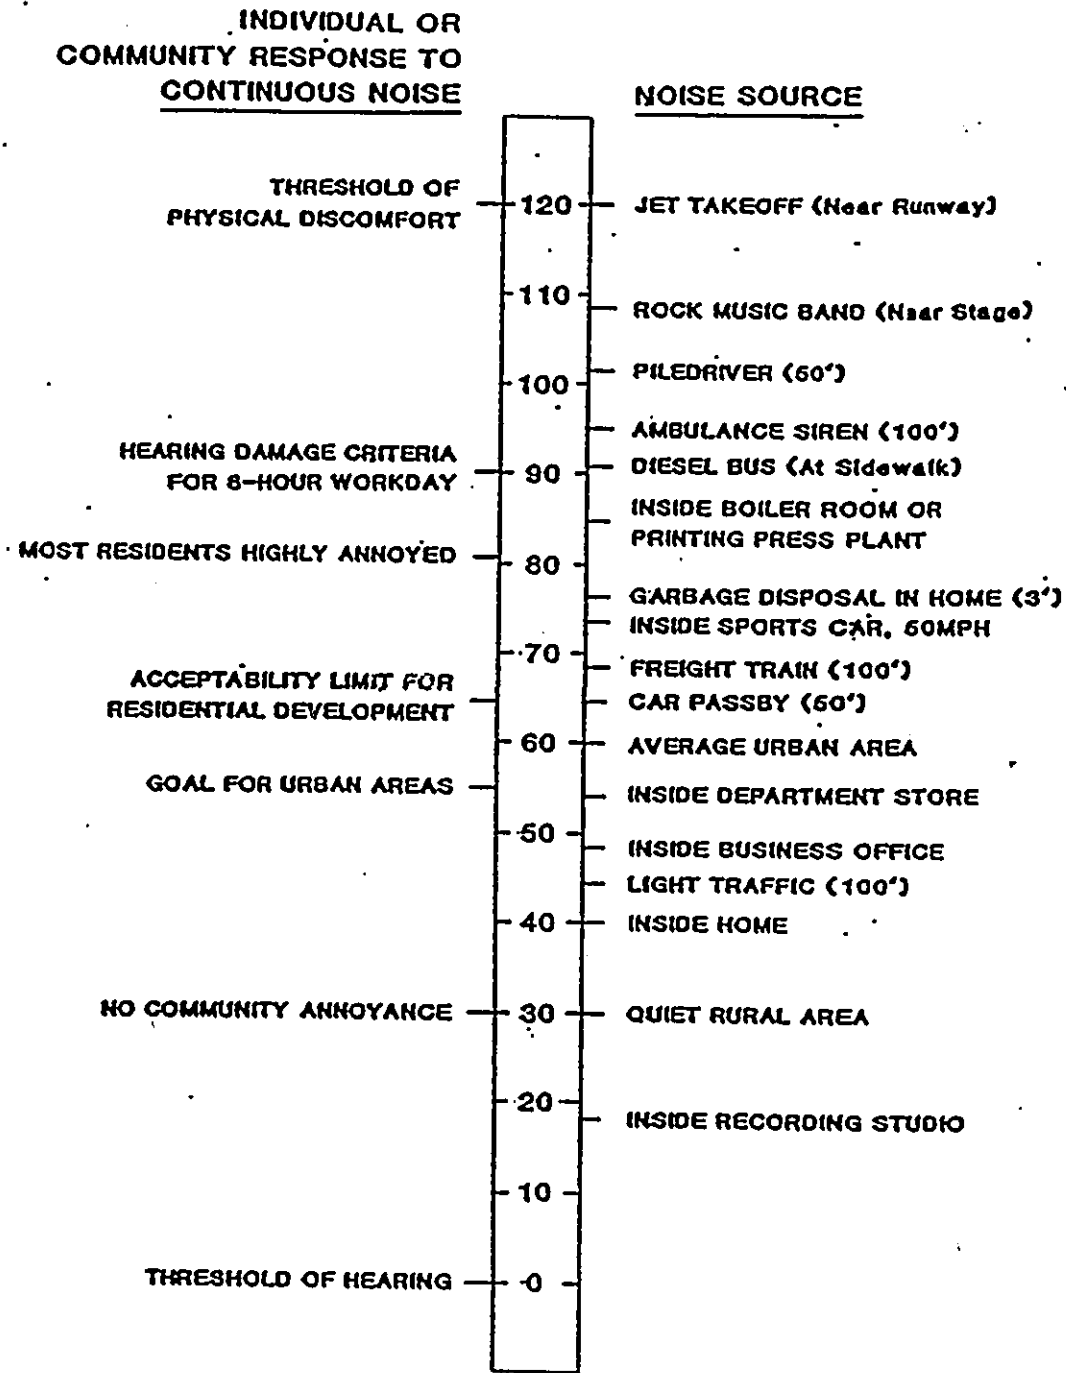 INDIVIDUAL OR
COMMUNITY RESPONSE TO
CONTINUOUS NOISE
NOISE SOURCE
THRESHOLD OF
PHYSICAL DISCOMFORT
120
JET TAKEOFF (Near Runway)
110
ROCK MUSIC BAND (Near Stage)
PILEDRIVER (50')
100
AMBULANCE SIREN (100')
HEARING DAMAGE CRITERIA
FOR 8-HOUR WORKDAY
90
DIESEL BUS (At Sidewalk)
INSIDE BOILER ROOM OR
PRINTING PRESS PLANT
MOST RESIDENTS HIGHLY ANNOYED
80
GARBAGE DISPOSAL IN HOME (3')
INSIDE SPORTS CAR, 50MPH
70
FREIGHT TRAIN (100')
ACCEPTABILITY LIMIT FOR
RESIDENTIAL DEVELOPMENT
CAR PASSBY (50')
60
AVERAGE URBAN AREA
GOAL FOR URBAN AREAS
INSIDE DEPARTMENT STORE
50
INSIDE BUSINESS OFFICE
LIGHT TRAFFIC (100')
40
INSIDE HOME
NO COMMUNITY ANNOYANCE
30
QUIET RURAL AREA
20
INSIDE RECORDING STUDIO
10
THRESHOLD OF HEARING
0